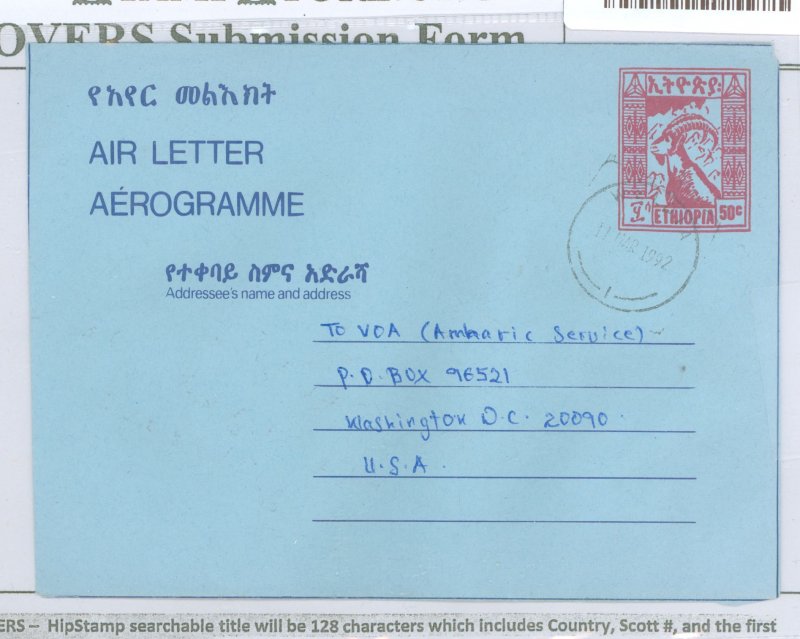 OVERS Submission Form
የአየር መልእክት
AIR LETTER
AÉROGRAMME
ኢትዮጵያ
ETHIOPIA 50c
11 MAR 1992
የተቀባይ ስምና አድራሻ
Addressee's name and address
To VOA (Amharic Service)
P.O.BOX 96521
Washington D.C. 20090.
U.S.A.
ERS – HipStamp searchable title will be 128 characters which includes Country, Scott #, and the first